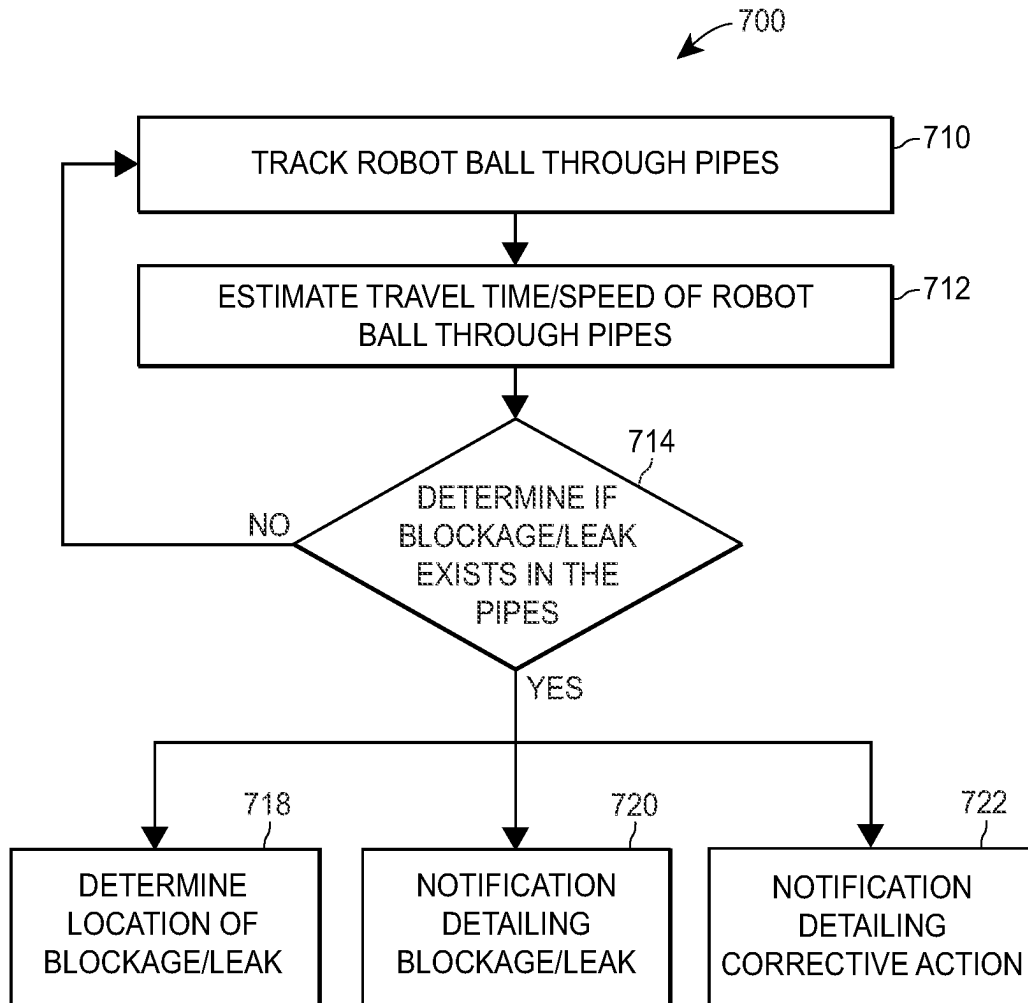 700
TRACK ROBOT BALL THROUGH PIPES
710
ESTIMATE TRAVEL TIME/SPEED OF ROBOT
BALL THROUGH PIPES
712
714
DETERMINE IF
BLOCKAGE/LEAK
EXISTS IN THE
PIPES
NO
YES
718
DETERMINE
LOCATION OF
BLOCKAGE/LEAK
720
NOTIFICATION
DETAILING
BLOCKAGE/LEAK
722
NOTIFICATION
DETAILING
CORRECTIVE ACTION